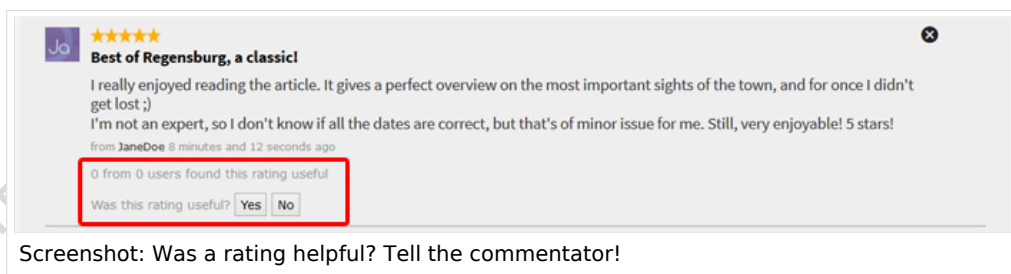 Ja
Best of Regensburg, a classic!
I really enjoyed reading the article. It gives a perfect overview on the most important sights of the town, and for once I didn't
get lost ;)
I'm not an expert, so I don't know if all the dates are correct, but that's of minor issue for me. Still, very enjoyable! 5 stars!
from JaneDoe 8 minutes and 12 seconds ago
0 from 0 users found this rating useful
Was this rating useful? Yes No
Screenshot: Was a rating helpful? Tell the commentator!